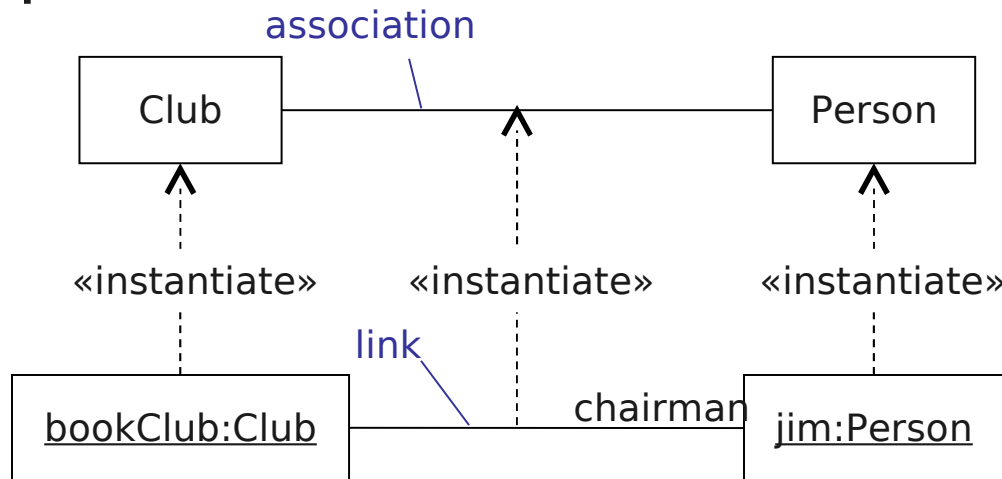 association
Club
Person
«instantiate»
«instantiate»
«instantiate»
link
chairman
bookClub:Club
jim:Person